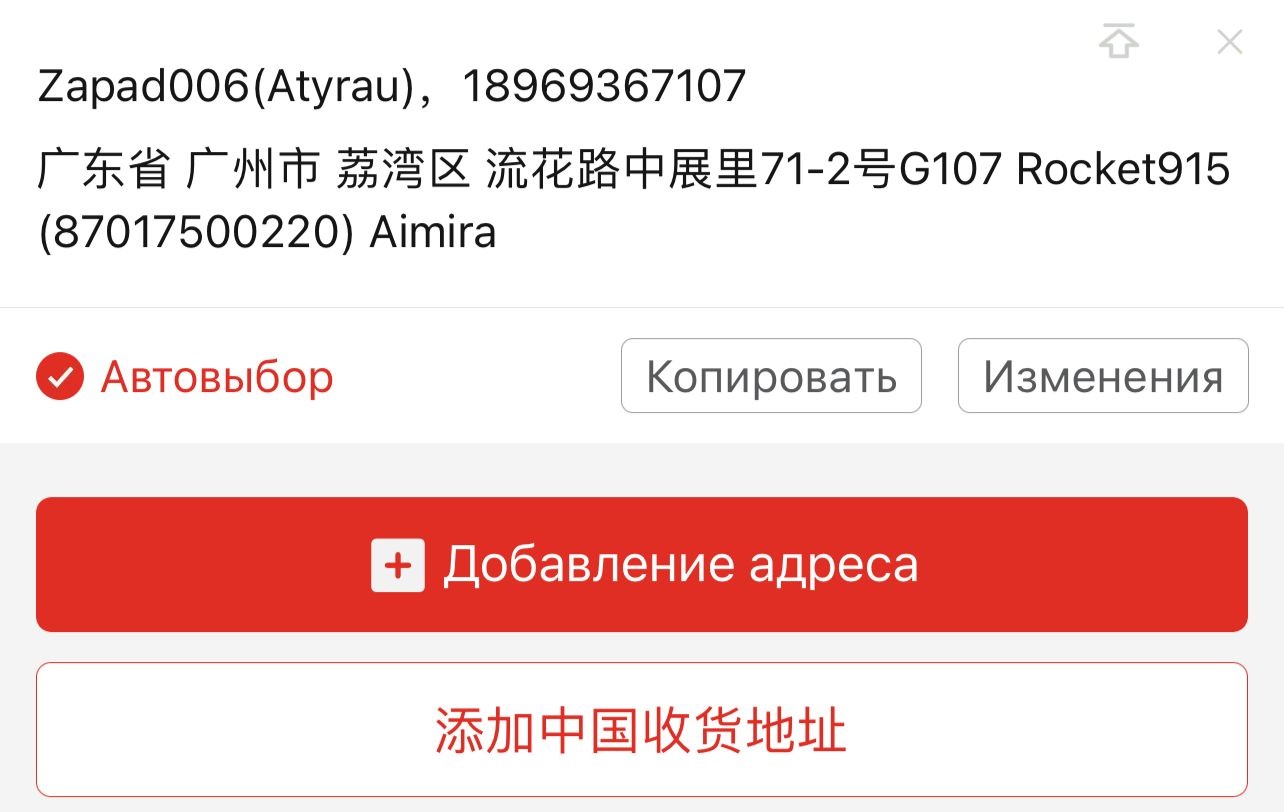 Zapad006(Atyrau)，18969367107
广东省 广州市 荔湾区 流花路中展里71-2号G107 Rocket915
(87017500220) Aimira
Автовыбор
Копировать
Изменения
Добавление адреса
添加中国收货地址